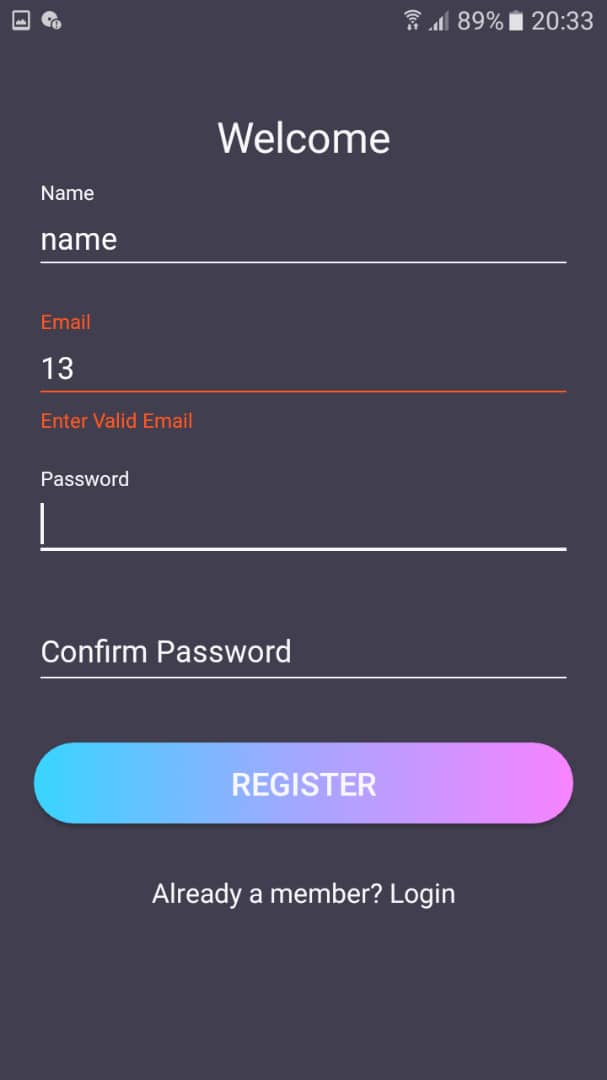 89% 20:33
Welcome
Name
name
Email
13
Enter Valid Email
Password
Confirm Password
REGISTER
Already a member? Login